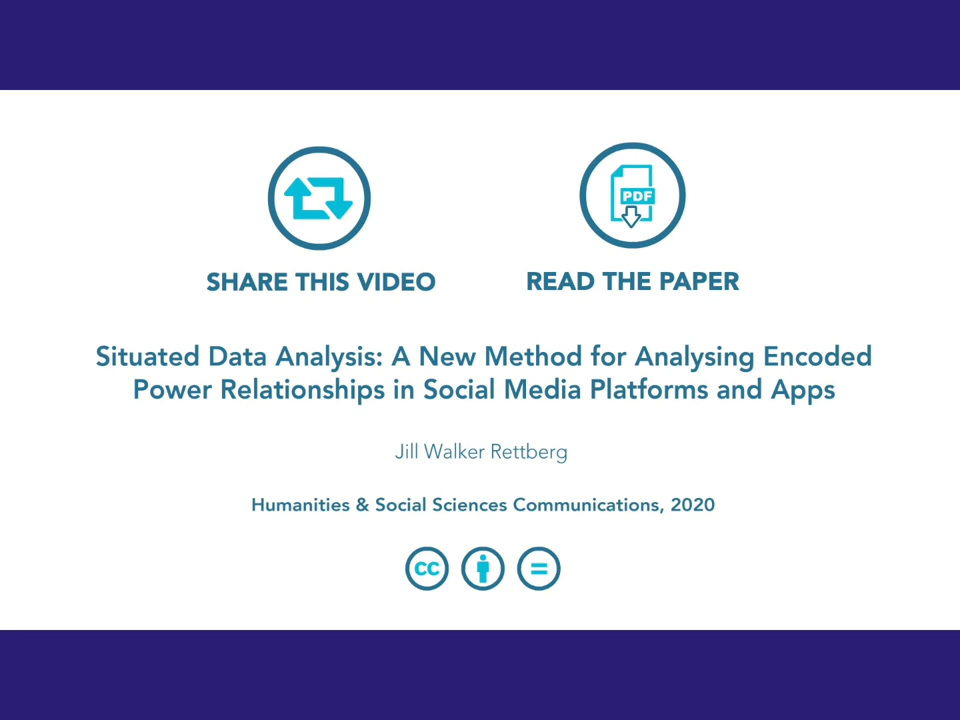 PDF
SHARE THIS VIDEO
READ THE PAPER
Situated Data Analysis: A New Method for Analysing Encoded
Power Relationships in Social Media Platforms and Apps
Jill Walker Rettberg
Humanities & Social Sciences Communications, 2020
CC